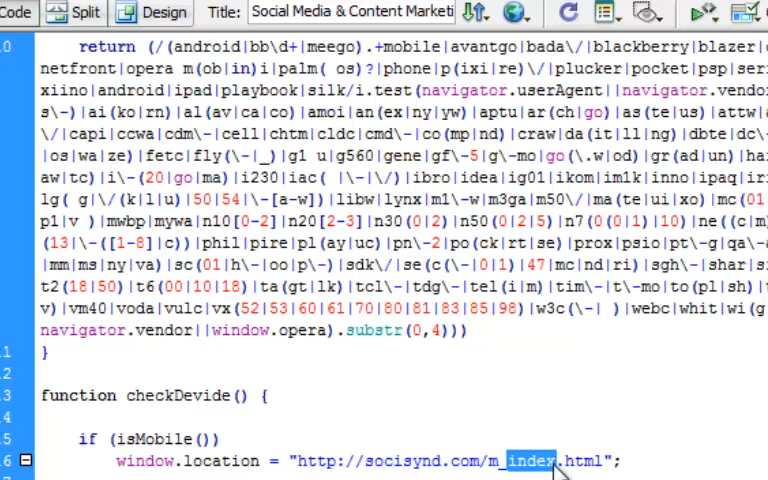 Code Split Design Title: Social Media & Content Marketi
10 return (/(android|bb\d+|meego).+mobile|avantgo|bada\/|blackberry|blazer|
netfront|opera m(ob|in)i|palm( os)?|phone|p(ixi|re)\/|plucker|pocket|psp|ser
xiino|android|ipad|playbook|silk/i.test(navigator.userAgent||navigator.vendo
s\-)|ai(ko|rn)|al(av|ca|co)|amoi|an(ex|ny|yw)|aptu|ar(ch|go)|as(te|us)|attw|
\/|capi|ccwa|cdm\-|cell|chtm|cldc|cmd\-|co(mp|nd)|craw|da(it|ll|ng)|dbte|dc\
|os|wa|ze)|fetc|fly(\-|_)|g1 u|g560|gene|gf\-5|g\-mo|go(\.w|od)|gr(ad|un)|ha
aw|tc)|i\-(20|go|ma)|i230|iac( |\-|\/)|ibro|idea|ig01|ikom|im1k|inno|ipaq|ir
lg( g|\/(k|l|u)|50|54|\-[a-w])|libw|lynx|m1\-w|m3ga|m50\/|ma(te|ui|xo)|mc(01
p1|v )|mwbp|mywa|n10[0-2]|n20[2-3]|n30(0|2)|n50(0|2|5)|n7(0(0|1)|10)|ne((c|m
(13|\-([1-8]|c))|phil|pire|pl(ay|uc)|pn\-2|po(ck|rt|se)|prox|psio|pt\-g|qa\-
|mm|ms|ny|va)|sc(01|h\-|oo|p\-)|sdk\/|se(c(\-|0|1)|47|mc|nd|ri)|sgh\-|shar|s
t2(18|50)|t6(00|10|18)|ta(gt|lk)|tcl\-|tdg\-|tel(i|m)|tim\-|t\-mo|to(pl|sh)|
v)|vm40|voda|vulc|vx(52|53|60|61|70|80|81|83|85|98)|w3c(\-| )|webc|whit|wi(g
navigator.vendor||window.opera).substr(0,4)))
11 }
12
13 function checkDevide() {
14
15 if (isMobile())
16 window.location = "http://socisynd.com/m_index.html";